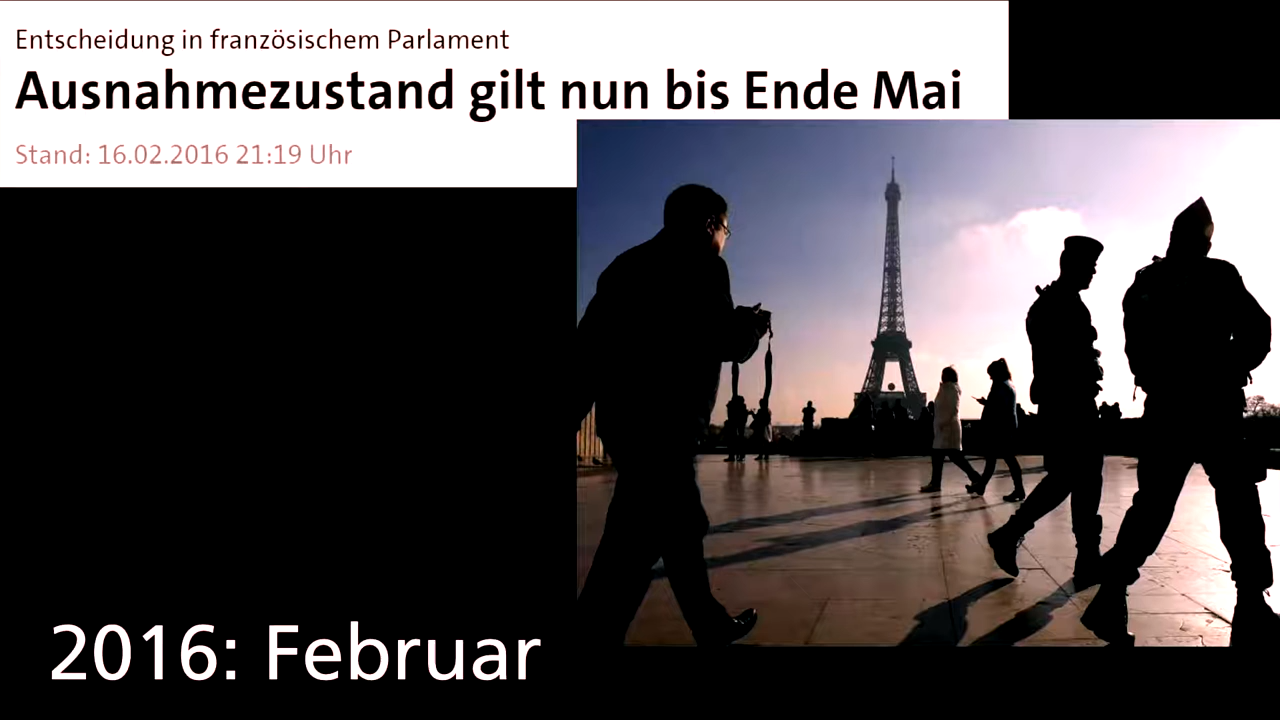 Entscheidung in französischem Parlament
Ausnahmezustand gilt nun bis Ende Mai
Stand: 16.02.2016 21:19 Uhr
2016: Februar